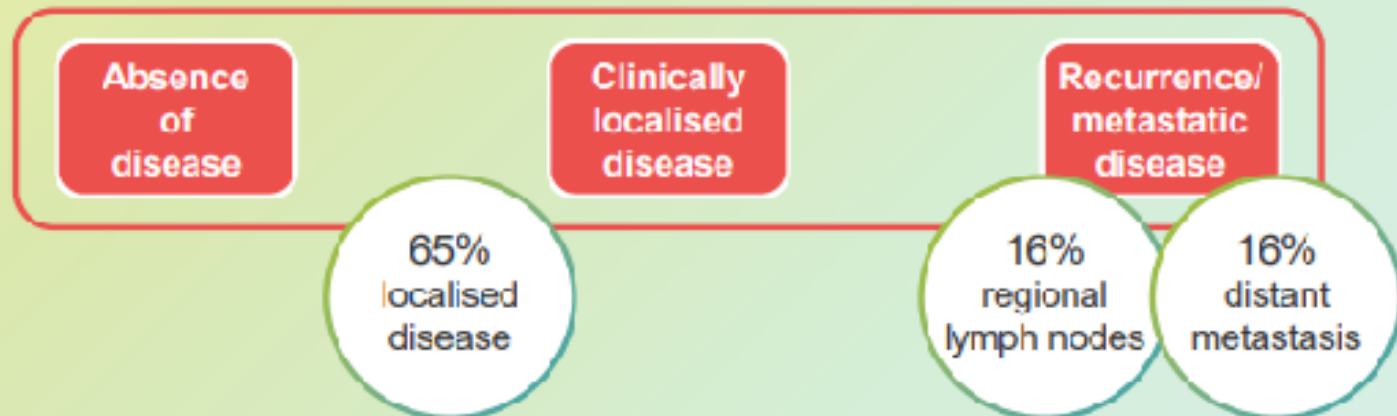 Absence
of
disease
Clinically
localised
disease
Recurrence/
metastatic
disease
65%
localised
disease
16%
regional
lymph nodes
16%
distant
metastasis